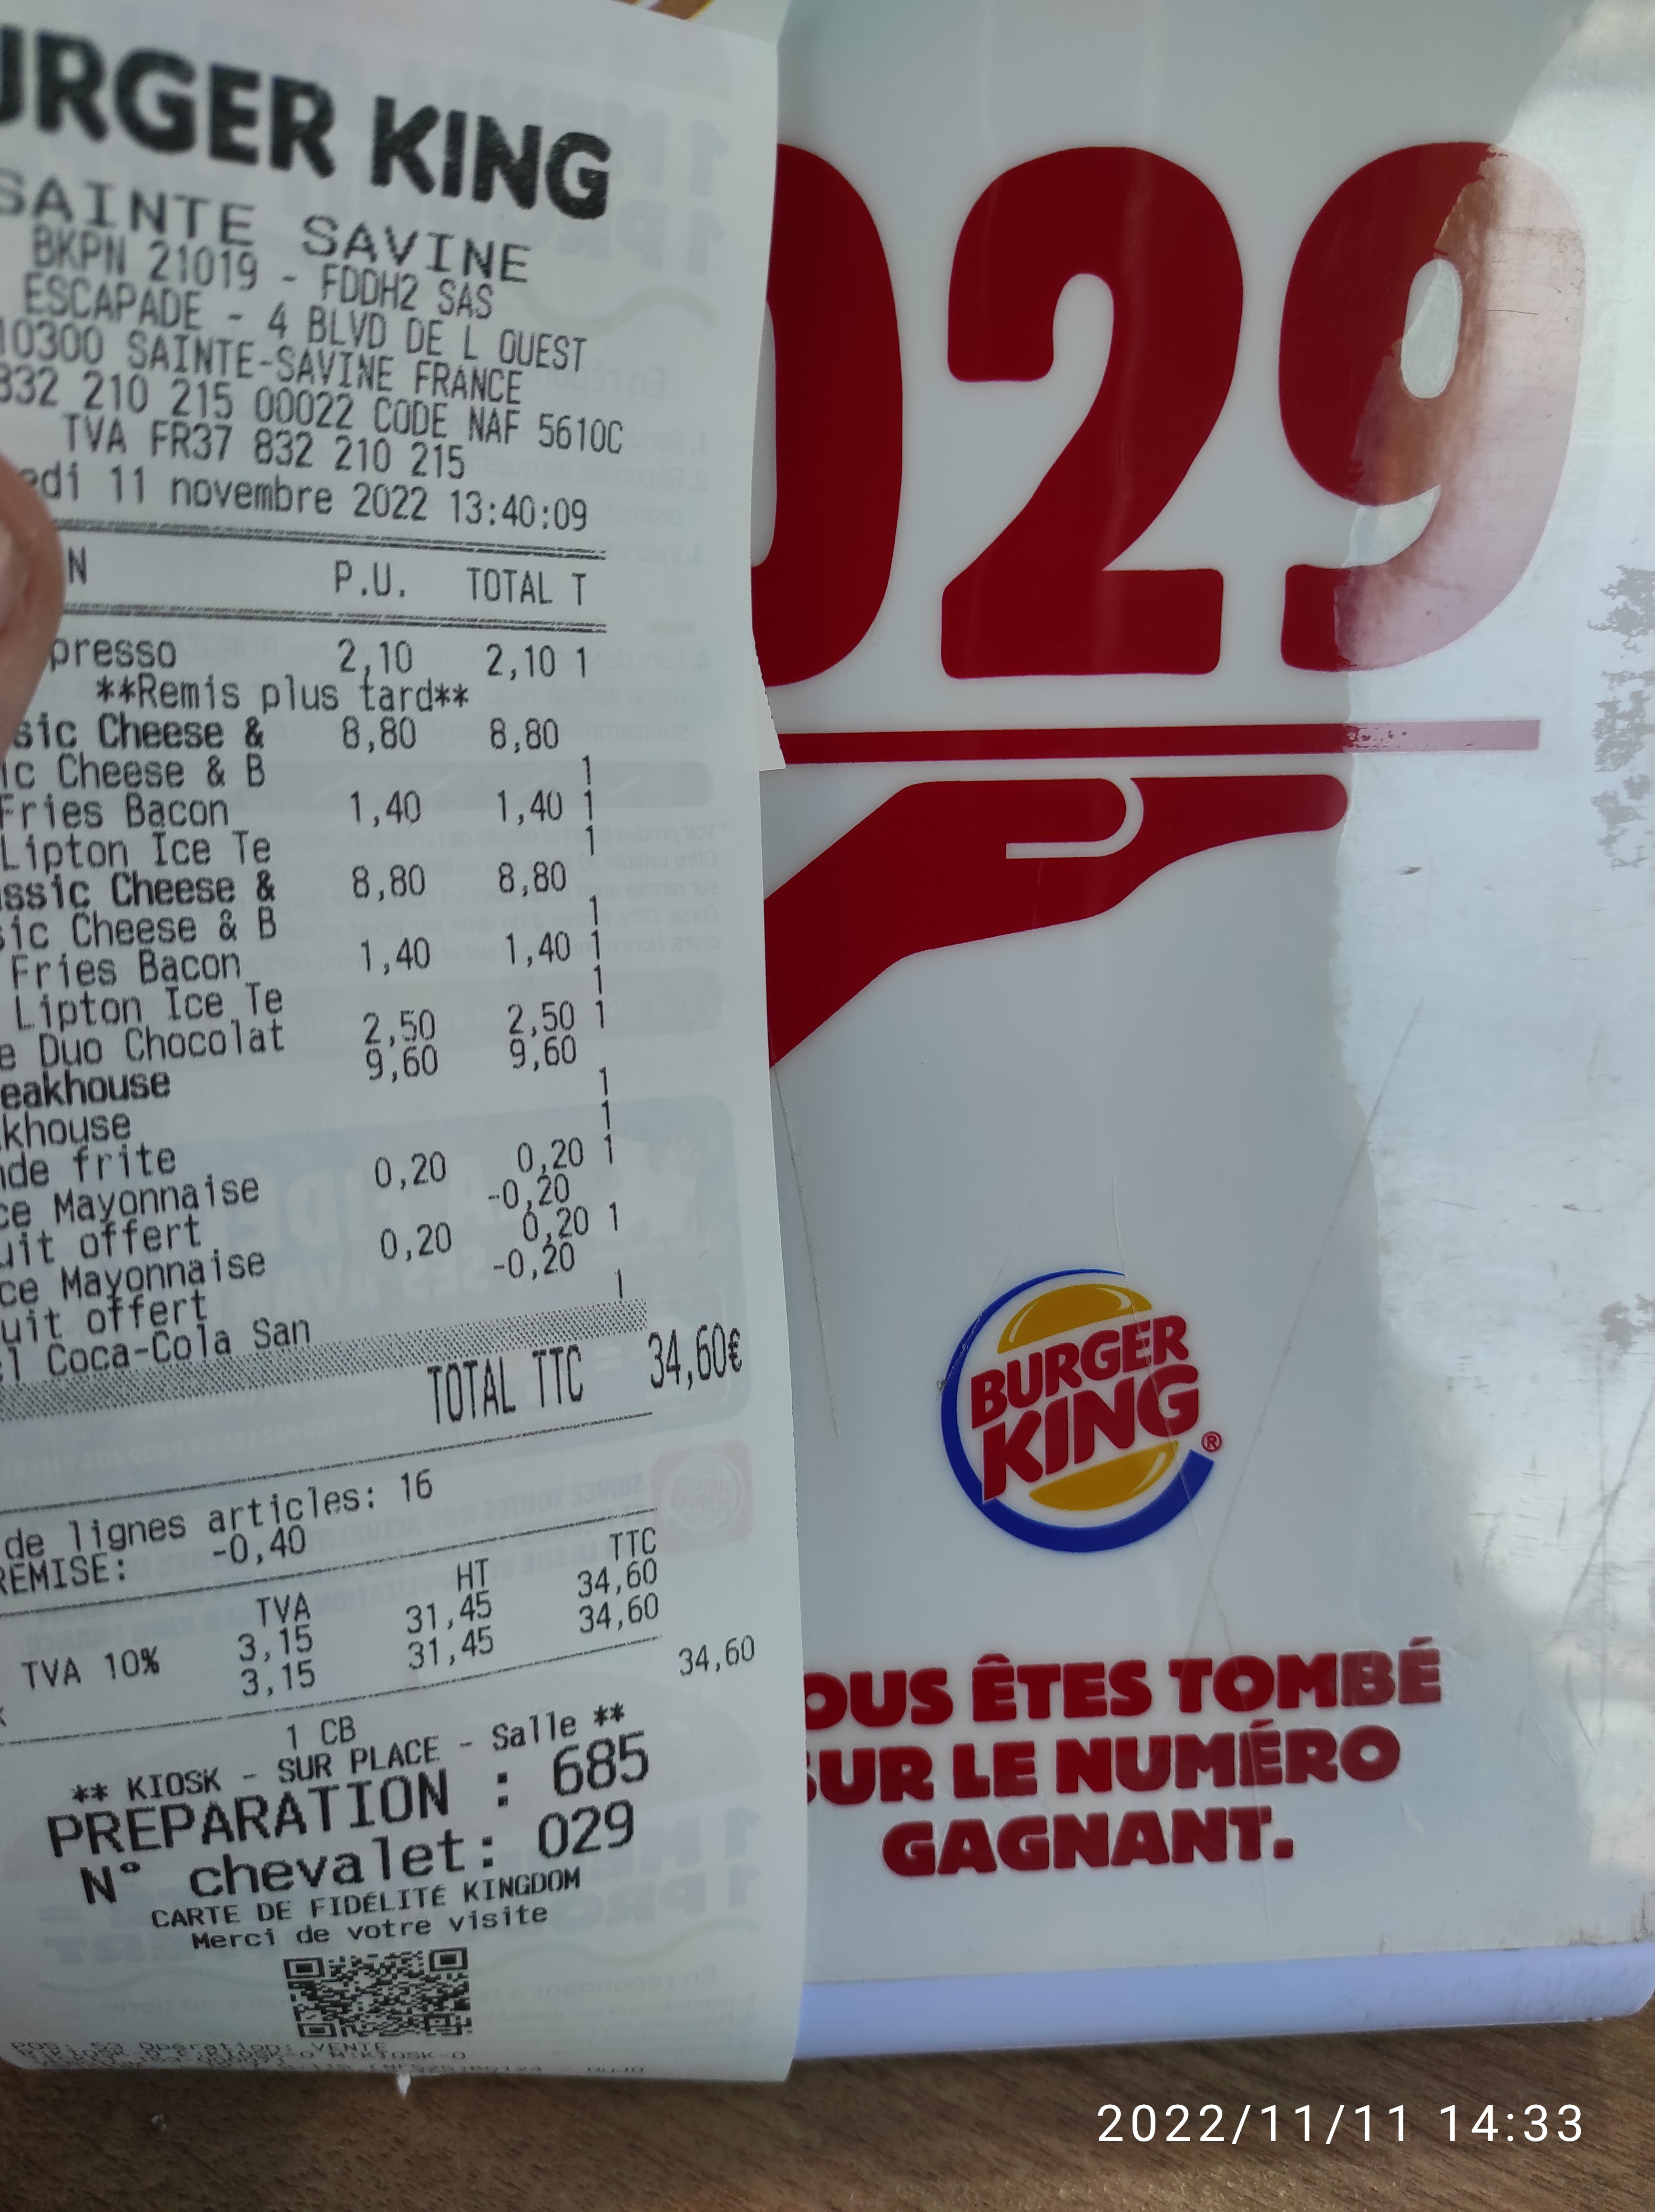 URGER KING
SAINTE SAVINE
BKPN 21019 - FDDH2 SAS
ESCAPADE - 4 BLVD DE L OUEST
10300 SAINTE-SAVINE FRANCE
832 210 215 00022 CODE NAF 5610C
TVA FR37 832 210 215
edi 11 novembre 2022 13:40:09
N P.U. TOTAL T
presso 2,10 2,10 1
**Remis plus tard**
sic Cheese & 8,80 8,80
ic Cheese & B 1
Fries Bacon 1,40 1,40 1
Lipton Ice Te 1
assic Cheese & 8,80 8,80
sic Cheese & B 1
Fries Bacon 1,40 1,40 1
Lipton Ice Te 1
e Duo Chocolat 2,50 2,50 1
eakhouse 9,60 9,60
khouse 1
nde frite 1
ce Mayonnaise 0,20 0,20 1
uit offert -0,20
ce Mayonnaise 0,20 0,20 1
uit offert -0,20
el Coca-Cola San 1
TOTAL TTC 34,60€
de lignes articles: 16
REMISE: -0,40
TVA HT TTC
TVA 10% 3,15 31,45 34,60
3,15 31,45 34,60
34,60
1 CB
** KIOSK - SUR PLACE - Salle **
PREPARATION : 685
N° chevalet: 029
CARTE DE FIDÉLITÉ KINGDOM
Merci de votre visite
029
BURGER
KING®
OUS ÊTES TOMBÉ
SUR LE NUMÉRO
GAGNANT.
2022/11/11 14:33